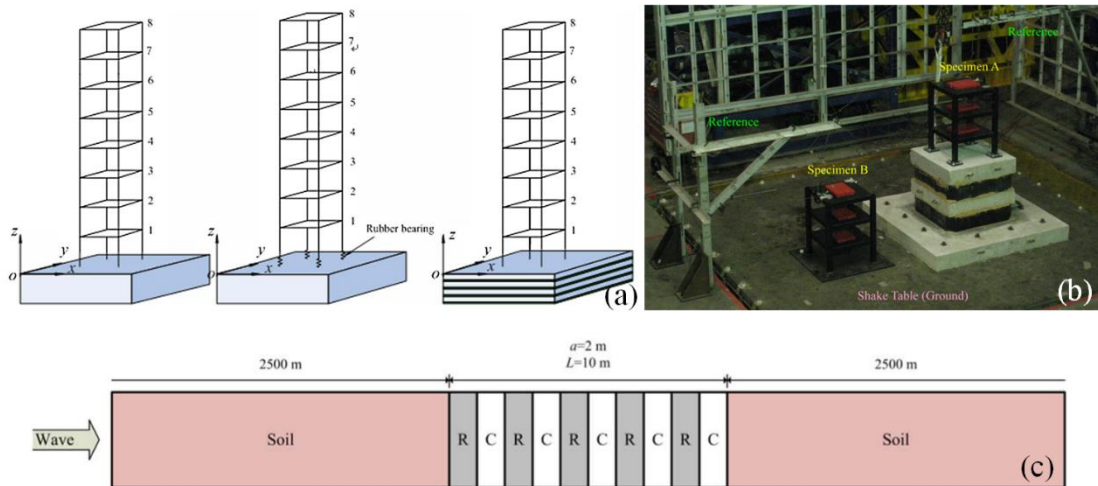 8
7
6
5
4
3
2
1
z
y
x
o
8
7
6
5
4
3
2
1
Rubber bearing
z
y
x
o
8
7
6
5
4
3
2
1
z
y
x
o
(a)
Reference
Specimen A
Reference
Specimen B
Shake Table (Ground)
(b)
a=2 m
2500 m L=10 m 2500 m
Wave Soil R C R C R C R C R C Soil
(c)